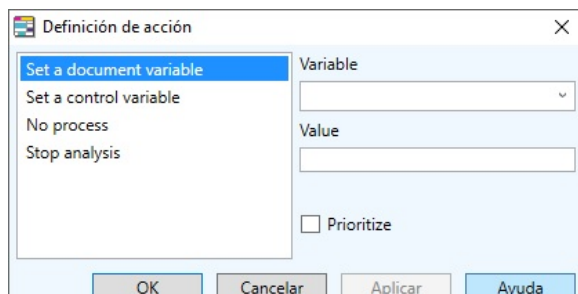 Definición de acción
Set a document variable
Set a control variable
No process
Stop analysis
Variable
Value
Prioritize
OK
Cancelar
Aplicar
Ayuda